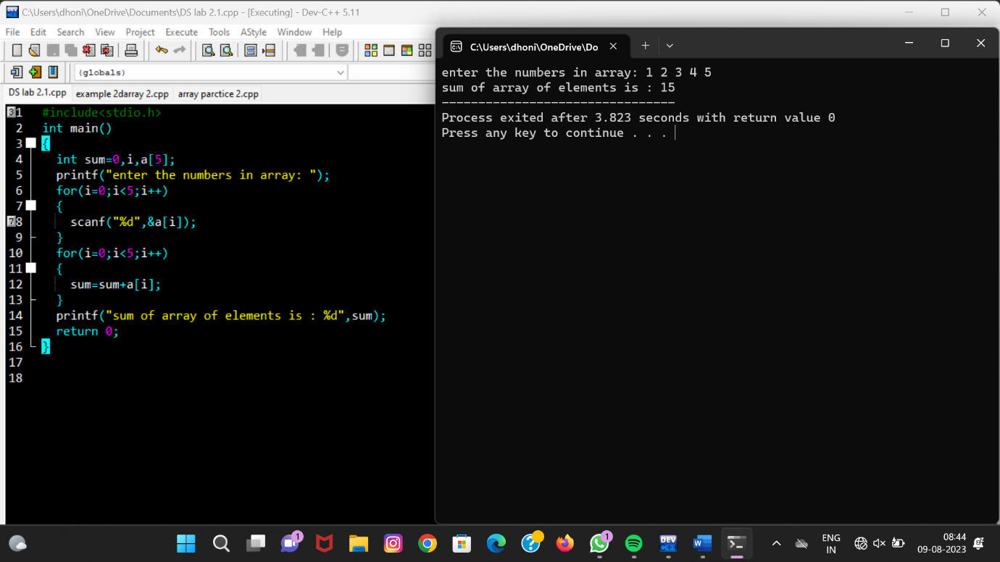 C:\Users\dhoni\OneDrive\Documents\DS lab 2.1.cpp - [Executing] - Dev-C++ 5.11
File Edit Search View Project Execute Tools AStyle Window Help
(globals)
DS lab 2.1.cpp example 2darray 2.cpp array parctice 2.cpp
1 #include<stdio.h>
2 int main()
3 {
4 int sum=0,i,a[5];
5 printf("enter the numbers in array: ");
6 for(i=0;i<5;i++)
7 {
8 scanf("%d",&a[i]);
9 }
10 for(i=0;i<5;i++)
11 {
12 sum=sum+a[i];
13 }
14 printf("sum of array of elements is : %d",sum);
15 return 0;
16 }
17
18
C:\Users\dhoni\OneDrive\Do
enter the numbers in array: 1 2 3 4 5
sum of array of elements is : 15
--------------------------------
Process exited after 3.823 seconds with return value 0
Press any key to continue . . .
1
1
DEV
ENG
IN
08:44
09-08-2023